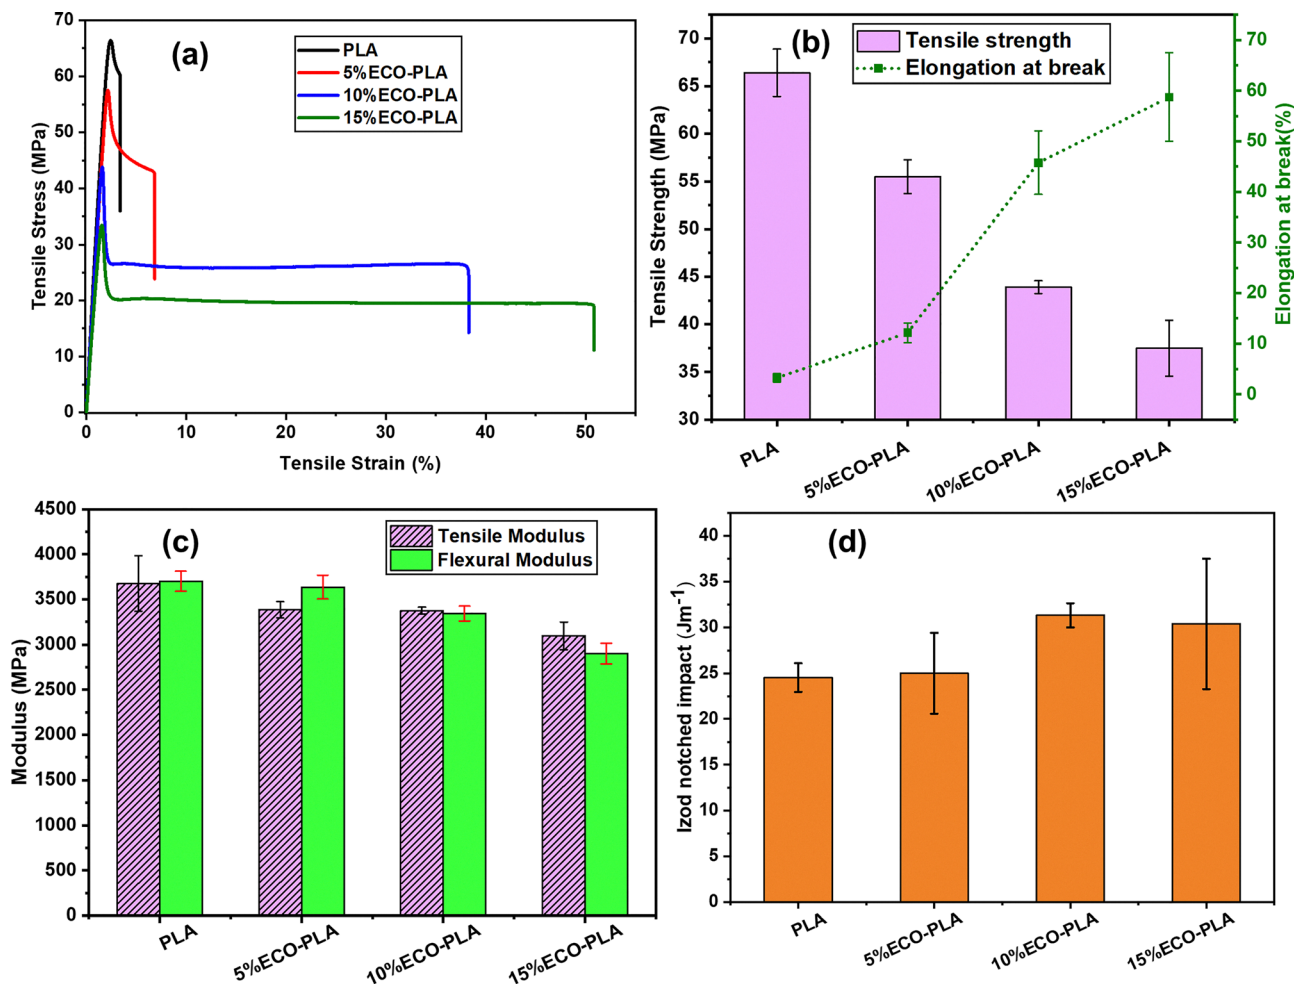 (a)
PLA
5%ECO-PLA
10%ECO-PLA
15%ECO-PLA
Tensile Stress (MPa)
70
60
50
40
30
20
10
0
0 10 20 30 40 50
Tensile Strain (%)
(b)
Tensile strength
Elongation at break
Tensile Strength (MPa)
70
65
60
55
50
45
40
35
30
Elongation at break(%)
70
60
50
40
30
20
10
0
PLA 5%ECO-PLA 10%ECO-PLA 15%ECO-PLA
(c)
Tensile Modulus
Flexural Modulus
Modulus (MPa)
4500
4000
3500
3000
2500
2000
1500
1000
500
0
PLA 5%ECO-PLA 10%ECO-PLA 15%ECO-PLA
(d)
Izod notched impact (Jm⁻¹)
40
35
30
25
20
15
10
5
0
PLA 5%ECO-PLA 10%ECO-PLA 15%ECO-PLA